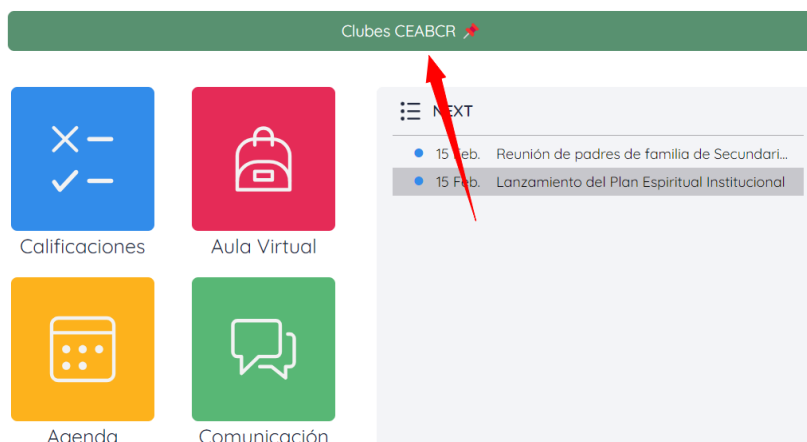 Clubes CEABCR 📌
NEXT
15 Feb. Reunión de padres de familia de Secundari...
15 Feb. Lanzamiento del Plan Espiritual Institucional
Calificaciones
Aula Virtual
Agenda
Comunicación